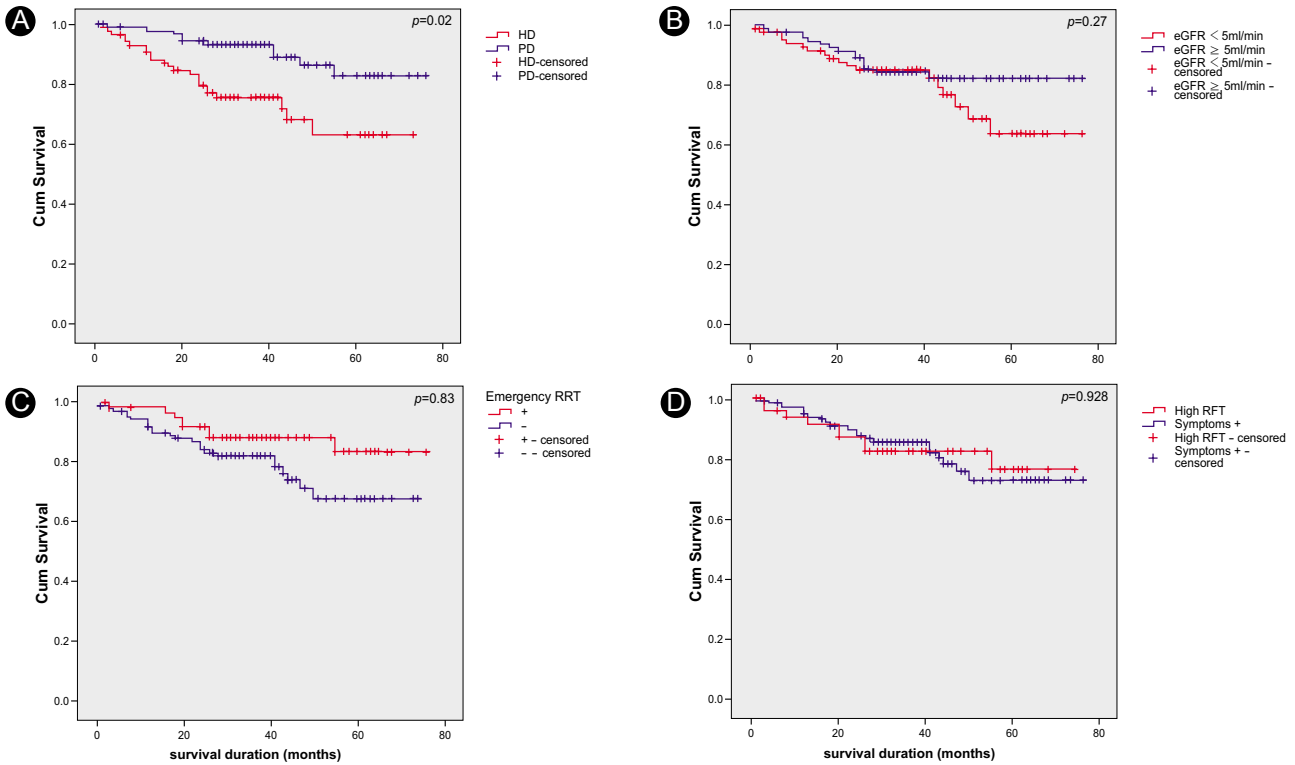 A
p=0.02
Cum Survival
1.0
0.8
0.6
0.4
0.2
0.0
0 20 40 60 80
HD
PD
HD-censored
PD-censored
B
p=0.27
Cum Survival
1.0
0.8
0.6
0.4
0.2
0.0
0 20 40 60 80
eGFR < 5ml/min
eGFR ≥ 5ml/min
eGFR < 5ml/min –
censored
eGFR ≥ 5ml/min –
censored
C
p=0.83
Cum Survival
1.0
0.8
0.6
0.4
0.2
0.0
0 20 40 60 80
survival duration (months)
Emergency RRT
+
–
+ – censored
– – censored
D
p=0.928
Cum Survival
1.0
0.8
0.6
0.4
0.2
0.0
0 20 40 60 80
survival duration (months)
High RFT
Symptoms +
High RFT – censored
Symptoms + –
censored